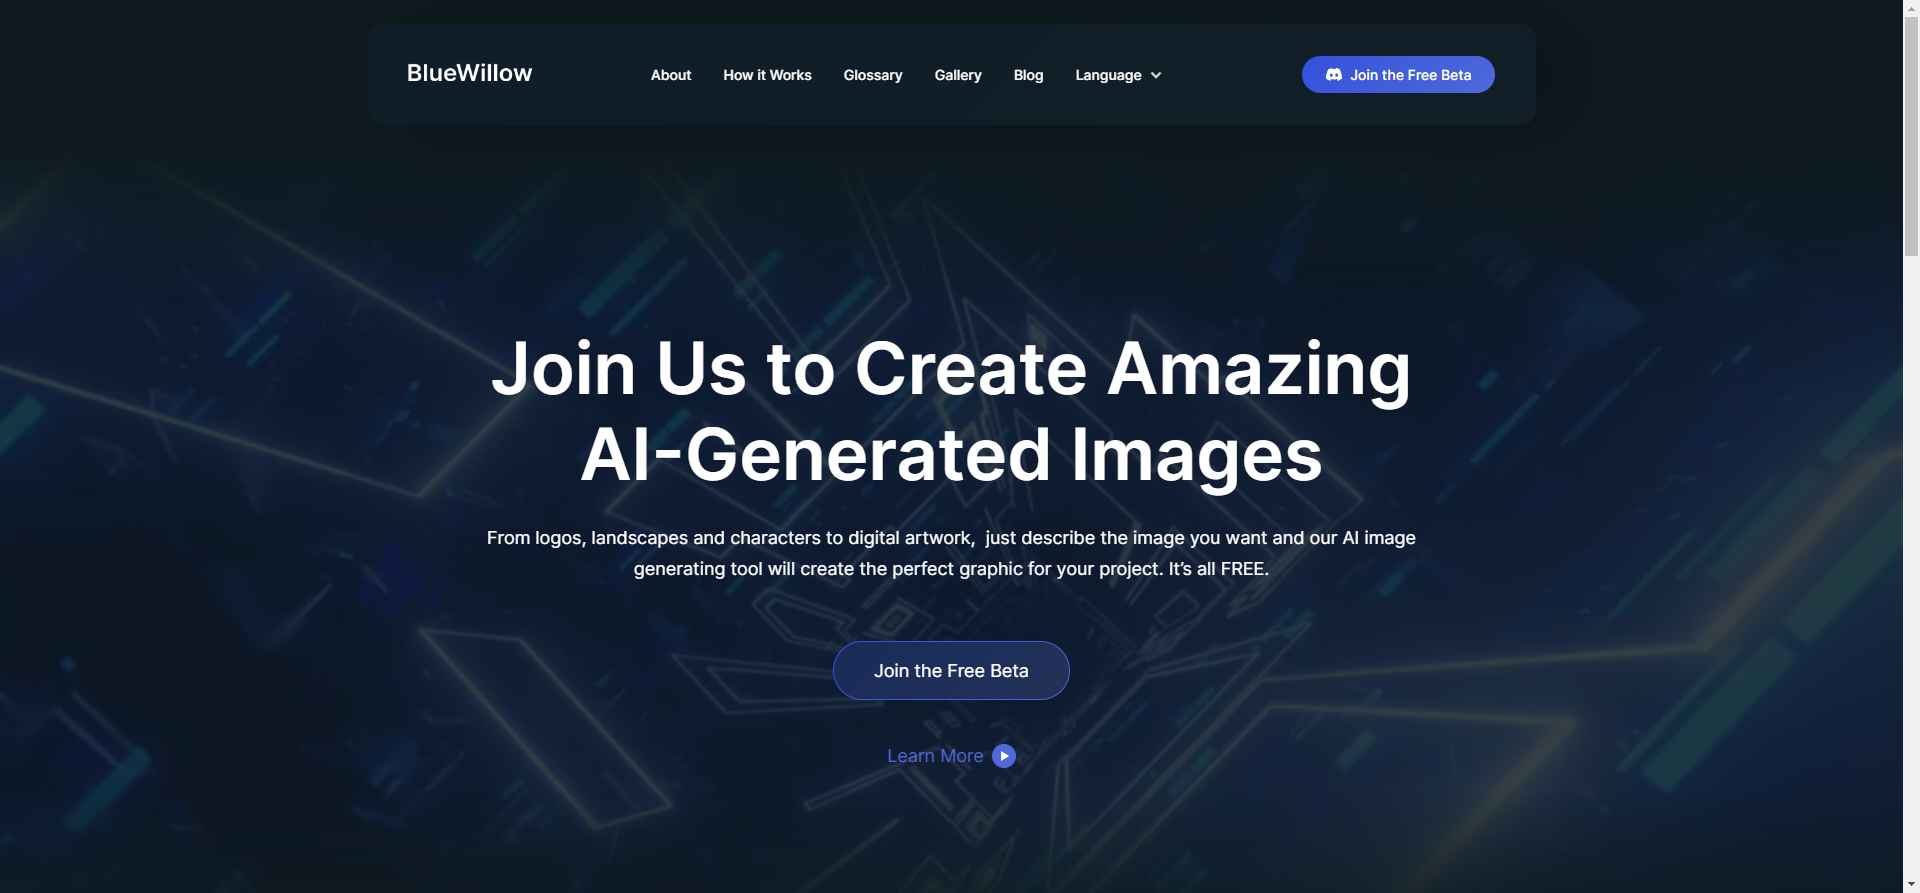 BlueWillow
About
How it Works
Glossary
Gallery
Blog
Language
Join the Free Beta
Join Us to Create Amazing
AI-Generated Images
From logos, landscapes and characters to digital artwork, just describe the image you want and our AI image
generating tool will create the perfect graphic for your project. It’s all FREE.
Join the Free Beta
Learn More